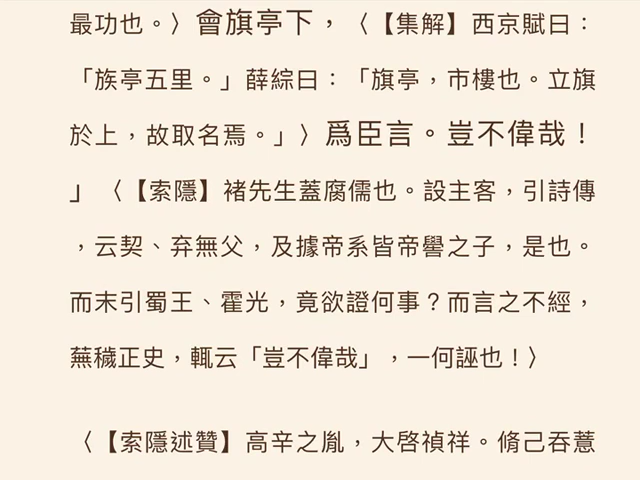 最功也。〉會旗亭下，〈【集解】西京賦曰：
「族亭五里。」薛綜曰：「旗亭，市樓也。立旗
於上，故取名焉。」〉爲臣言。豈不偉哉！
」〈【索隱】褚先生蓋腐儒也。設主客，引詩傳
，云契、弃無父，及據帝系皆帝嚳之子，是也。
而末引蜀王、霍光，竟欲證何事？而言之不經，
蕪穢正史，輒云「豈不偉哉」，一何誣也！〉
〈【索隱述贊】高辛之胤，大啓禎祥。脩己吞薏